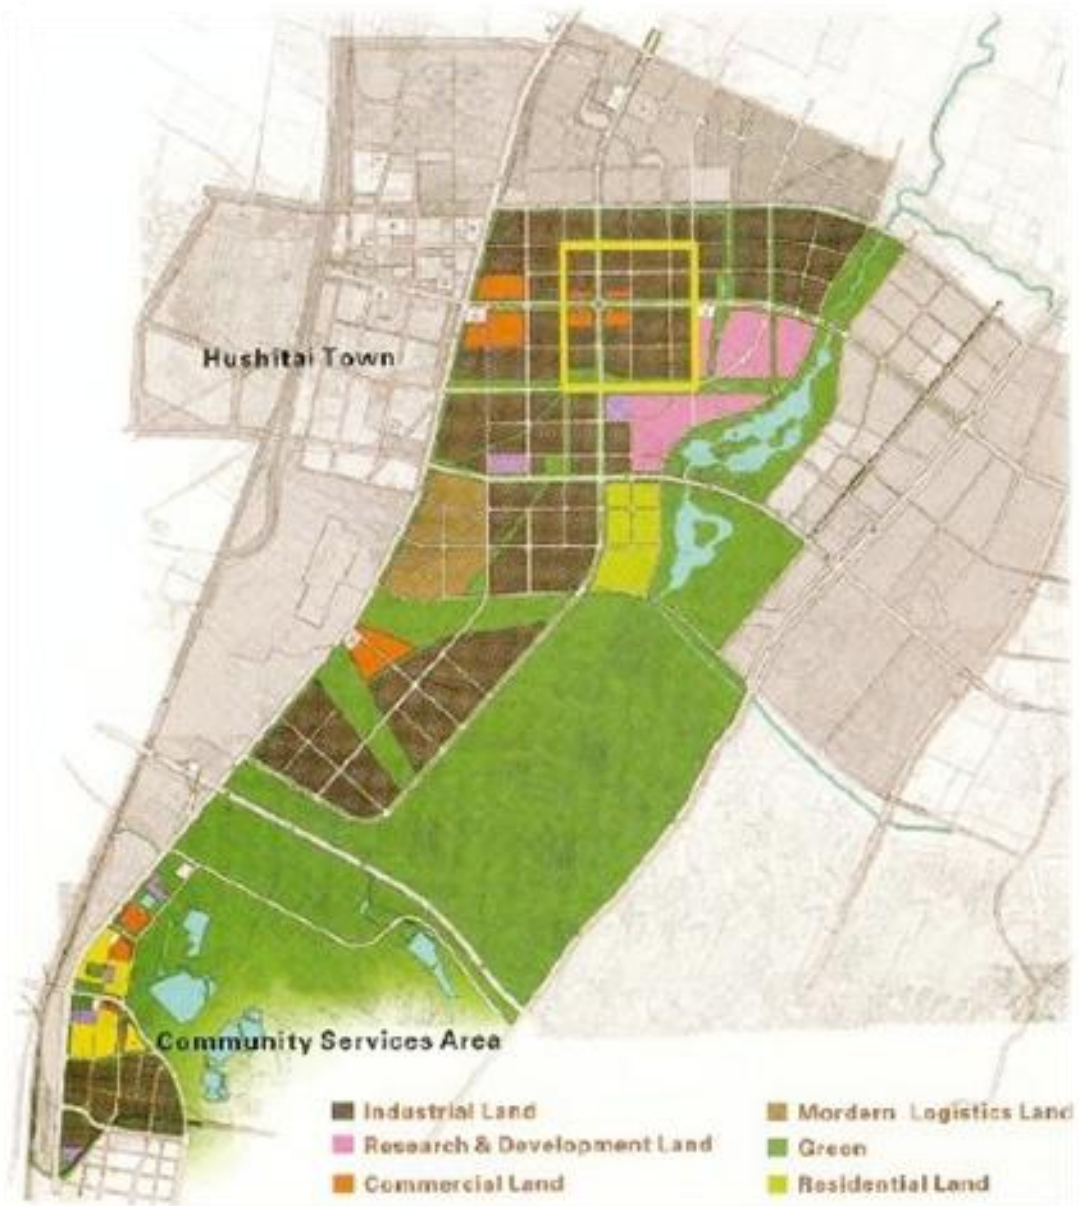 Hushitai Town
Community Services Area
Industrial Land
Research & Development Land
Commercial Land
Mordern Logistics Land
Green
Residential Land